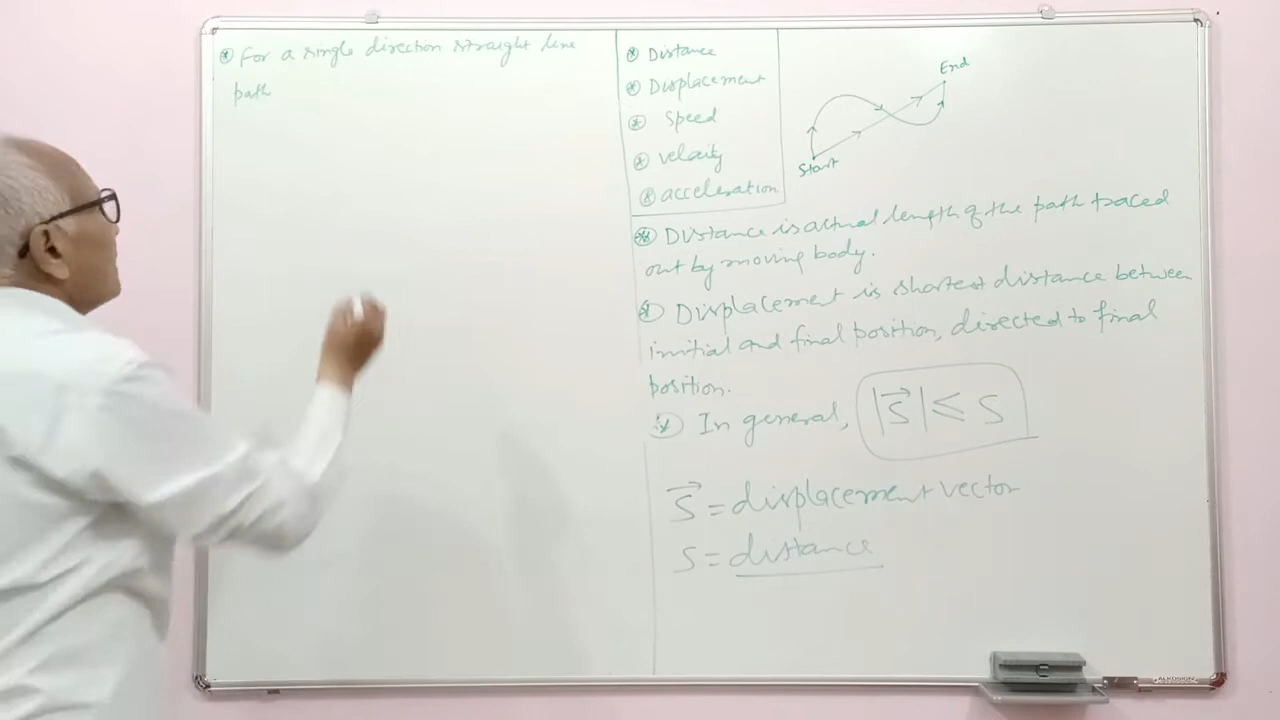 For a single direction straight line
path
Distance
Displacement
Speed
velocity
acceleration
End
Start
Distance is actual length of the path traced
out by moving body.
Displacement is shortest distance between
initial and final position, directed to final
position.
In general, |s⃗| ≤ s
s⃗ = displacement vector
s = distance